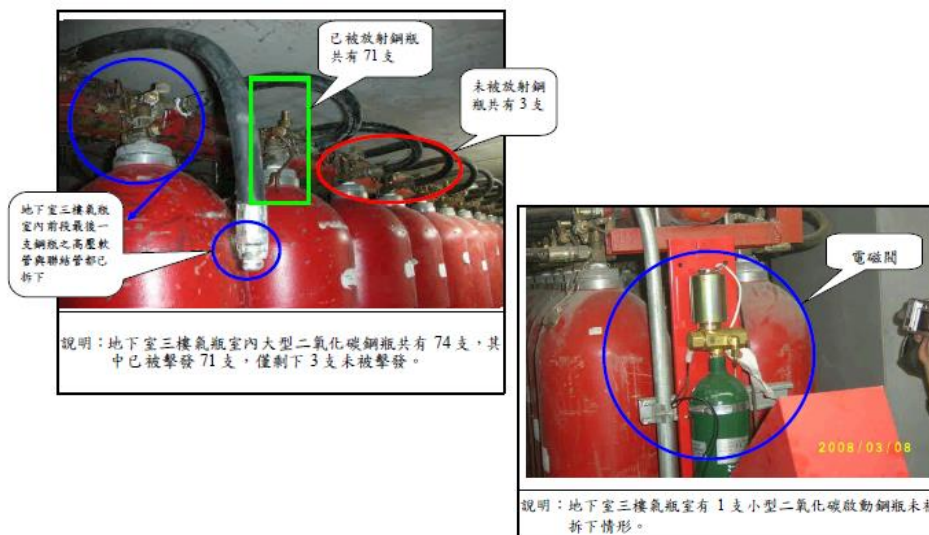 已被放射鋼瓶
共有 71 支
未被放射鋼
瓶共有 3 支
地下室三樓氣瓶
室內前段最後一
支鋼瓶之高壓軟
管與聯結管都已
拆下
說明：地下室三樓氣瓶室內大型二氧化碳鋼瓶共有 74 支，其
中已被擊發 71 支，僅剩下 3 支未被擊發。
電磁閥
2008/03/08
說明：地下室三樓氣瓶室有 1 支小型二氧化碳啟動鋼瓶未被
拆下情形。